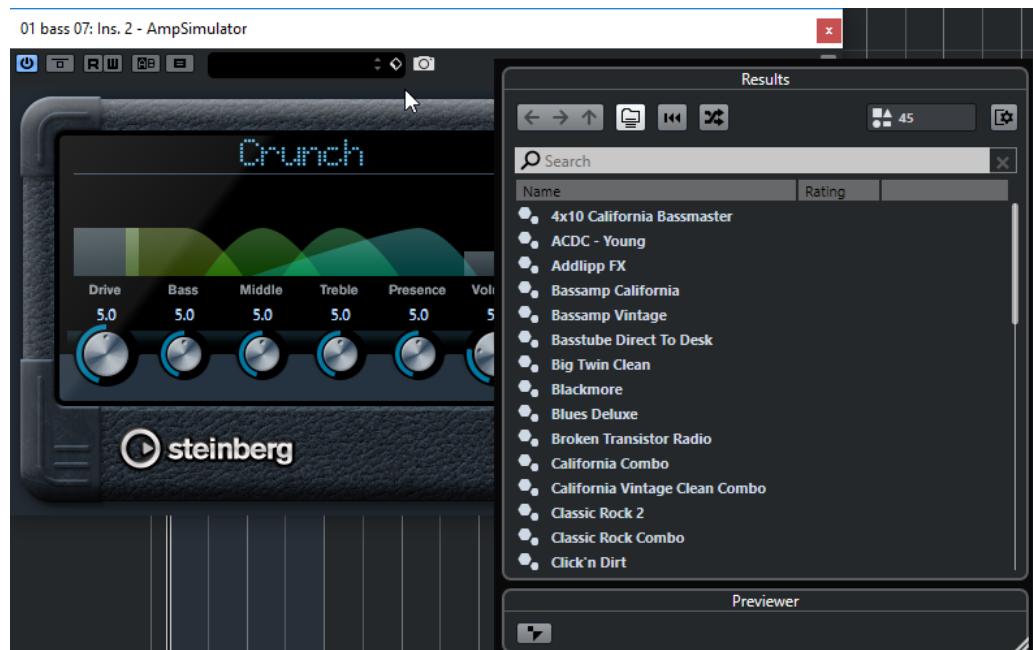 01 bass 07: Ins. 2 - AmpSimulator
x
R W AB
Results
45
Crunch
Search
Name Rating
Drive Bass Middle Treble Presence
5.0 5.0 5.0 5.0 5.0
steinberg
4x10 California Bassmaster
ACDC - Young
Addlipp FX
Bassamp California
Bassamp Vintage
Basstube Direct To Desk
Big Twin Clean
Blackmore
Blues Deluxe
Broken Transistor Radio
California Combo
California Vintage Clean Combo
Classic Rock 2
Classic Rock Combo
Click'n Dirt
Previewer